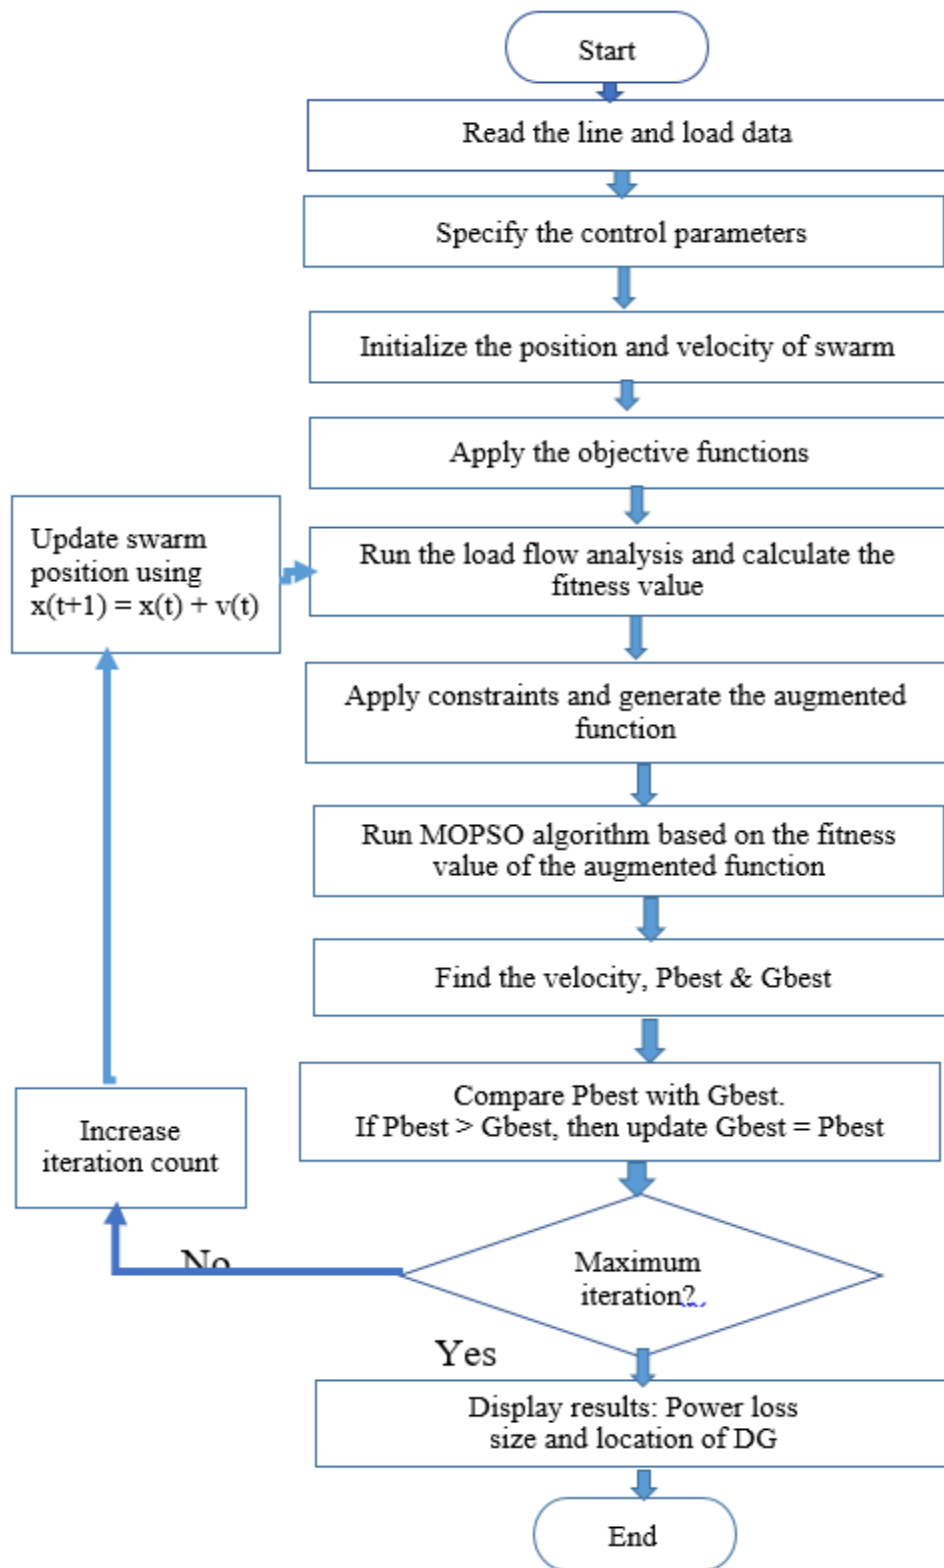 Start
Read the line and load data
Specify the control parameters
Initialize the position and velocity of swarm
Apply the objective functions
Update swarm
position using
x(t+1) = x(t) + v(t)
Run the load flow analysis and calculate the
fitness value
Apply constraints and generate the augmented
function
Run MOPSO algorithm based on the fitness
value of the augmented function
Find the velocity, Pbest & Gbest
Compare Pbest with Gbest.
If Pbest > Gbest, then update Gbest = Pbest
Increase
iteration count
No
Maximum
iteration?
Yes
Display results: Power loss
size and location of DG
End